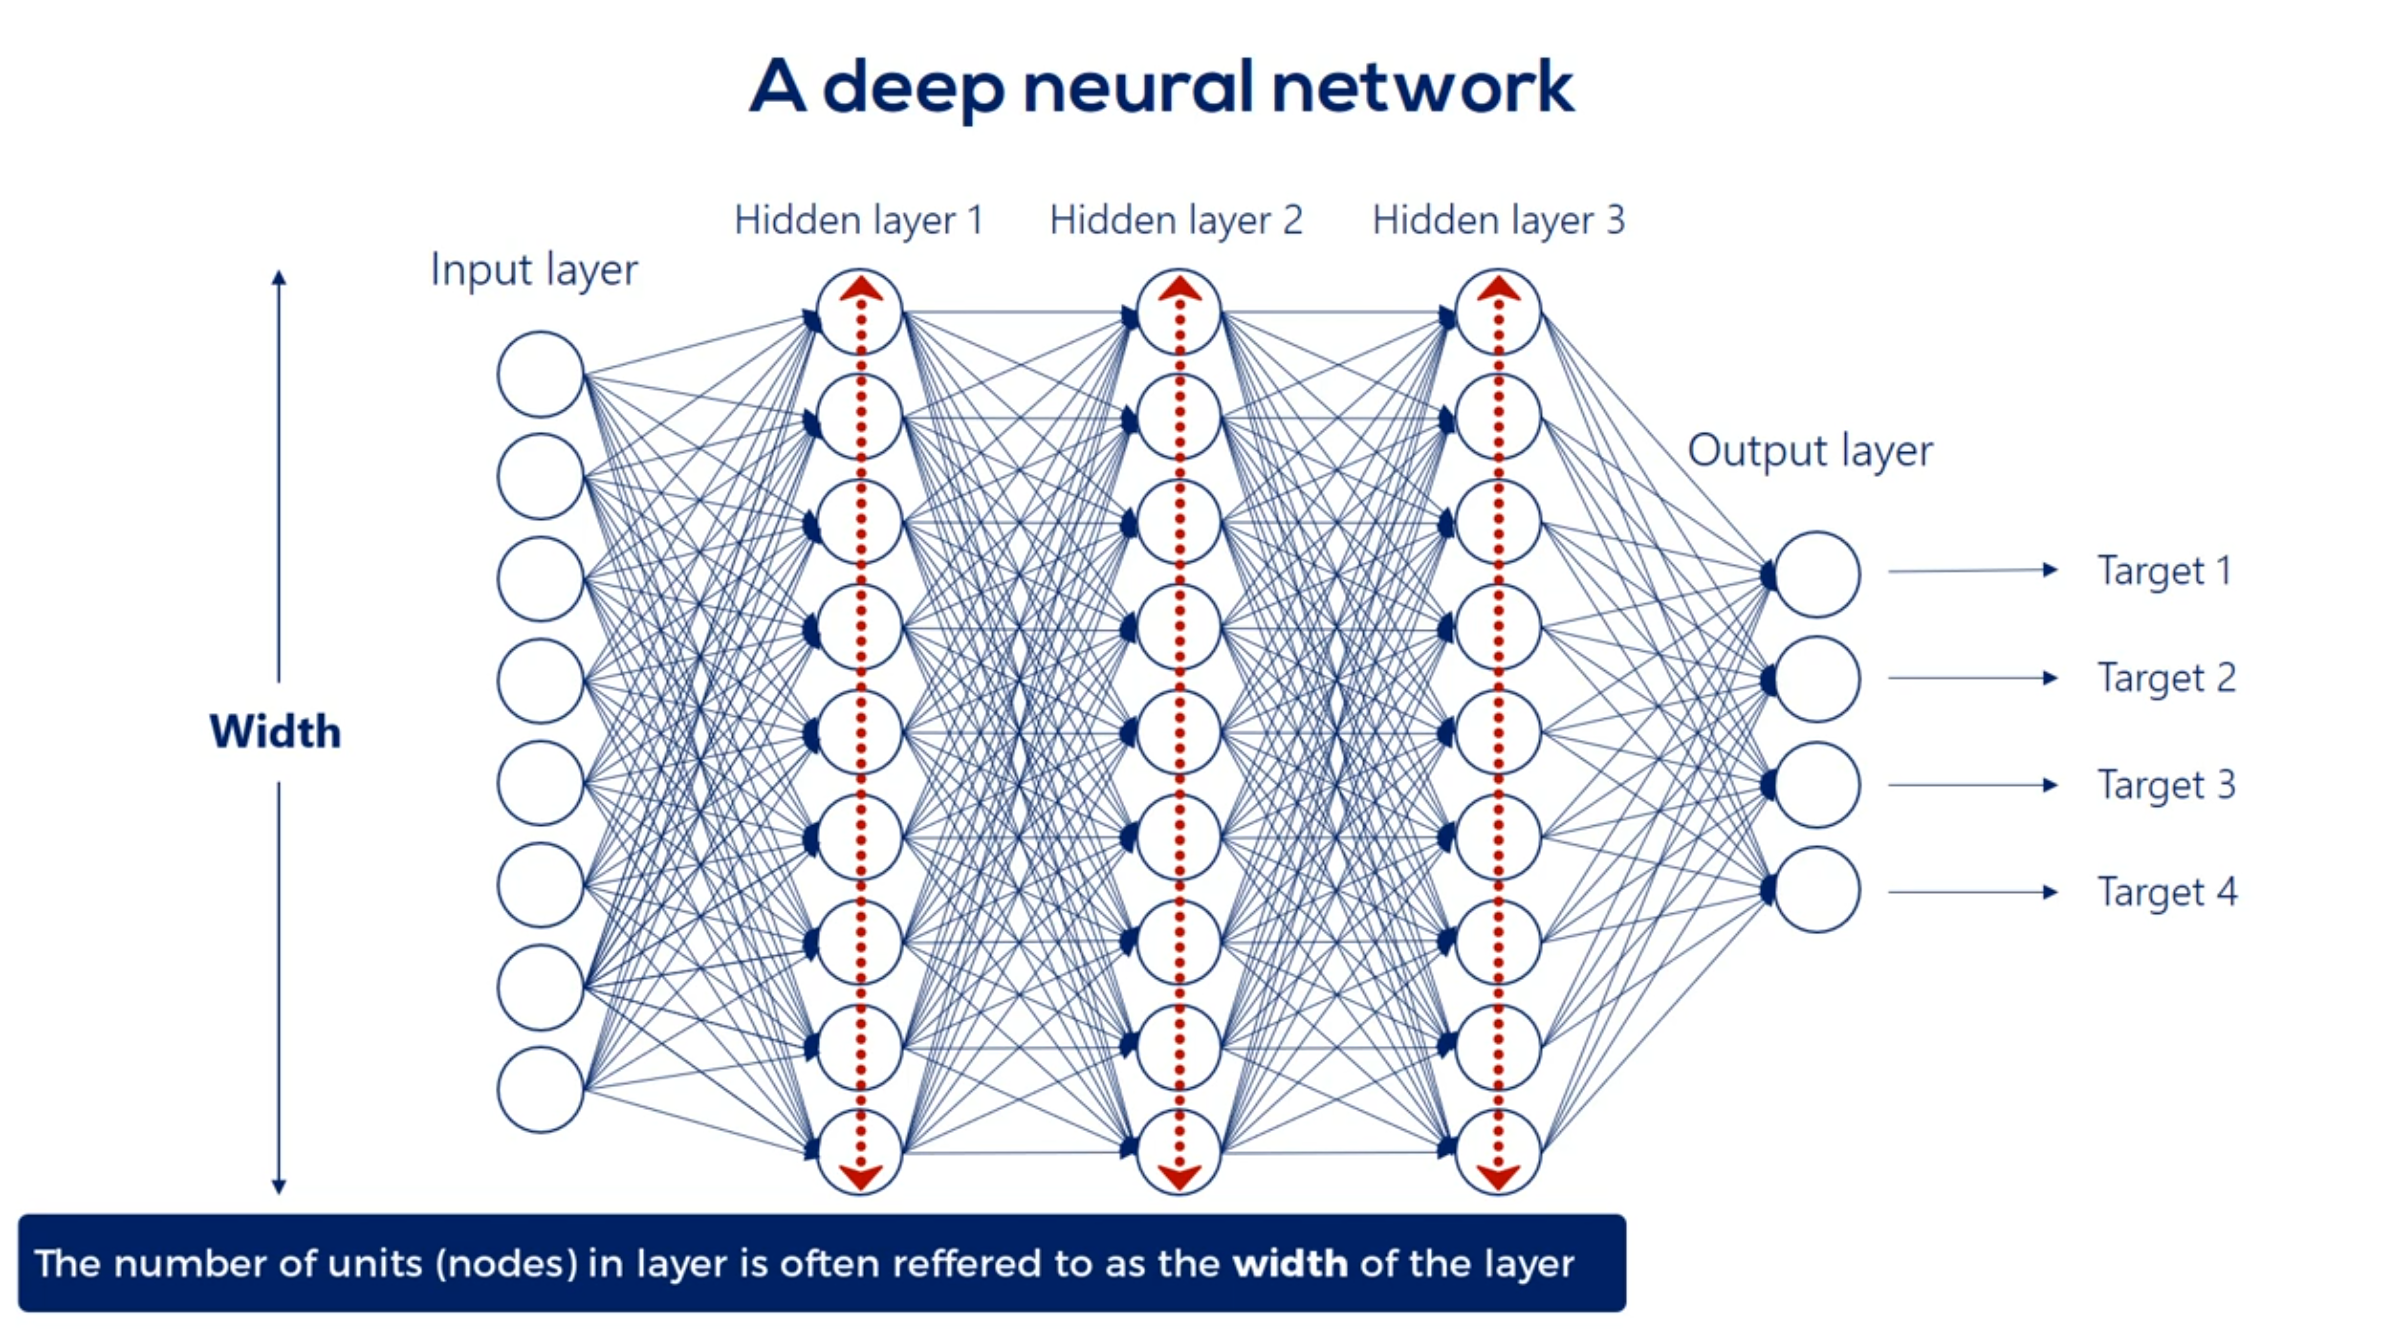 A deep neural network
Hidden layer 1
Hidden layer 2
Hidden layer 3
Input layer
Output layer
Target 1
Target 2
Width
Target 3
Target 4
The number of units (nodes) in layer is often reffered to as the width of the layer